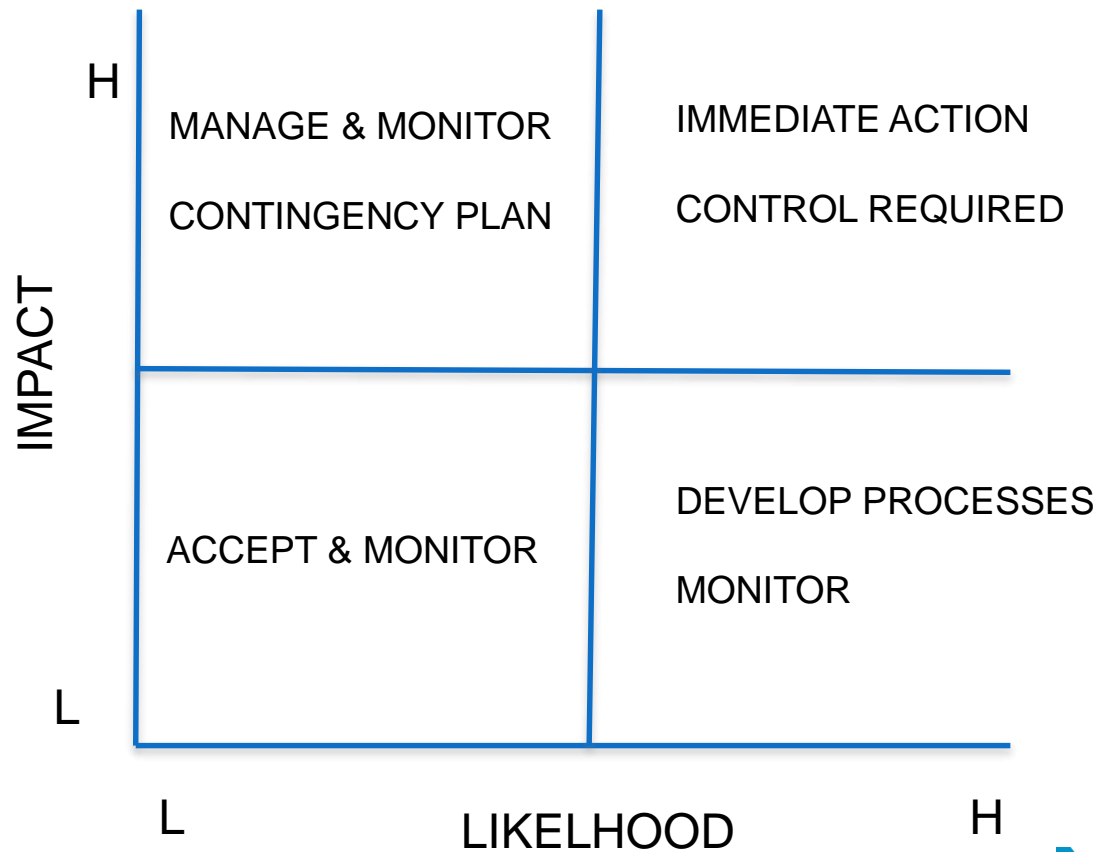 H
MANAGE & MONITOR
CONTINGENCY PLAN
IMMEDIATE ACTION
CONTROL REQUIRED
IMPACT
ACCEPT & MONITOR
DEVELOP PROCESSES
MONITOR
L
L
LIKELHOOD
H